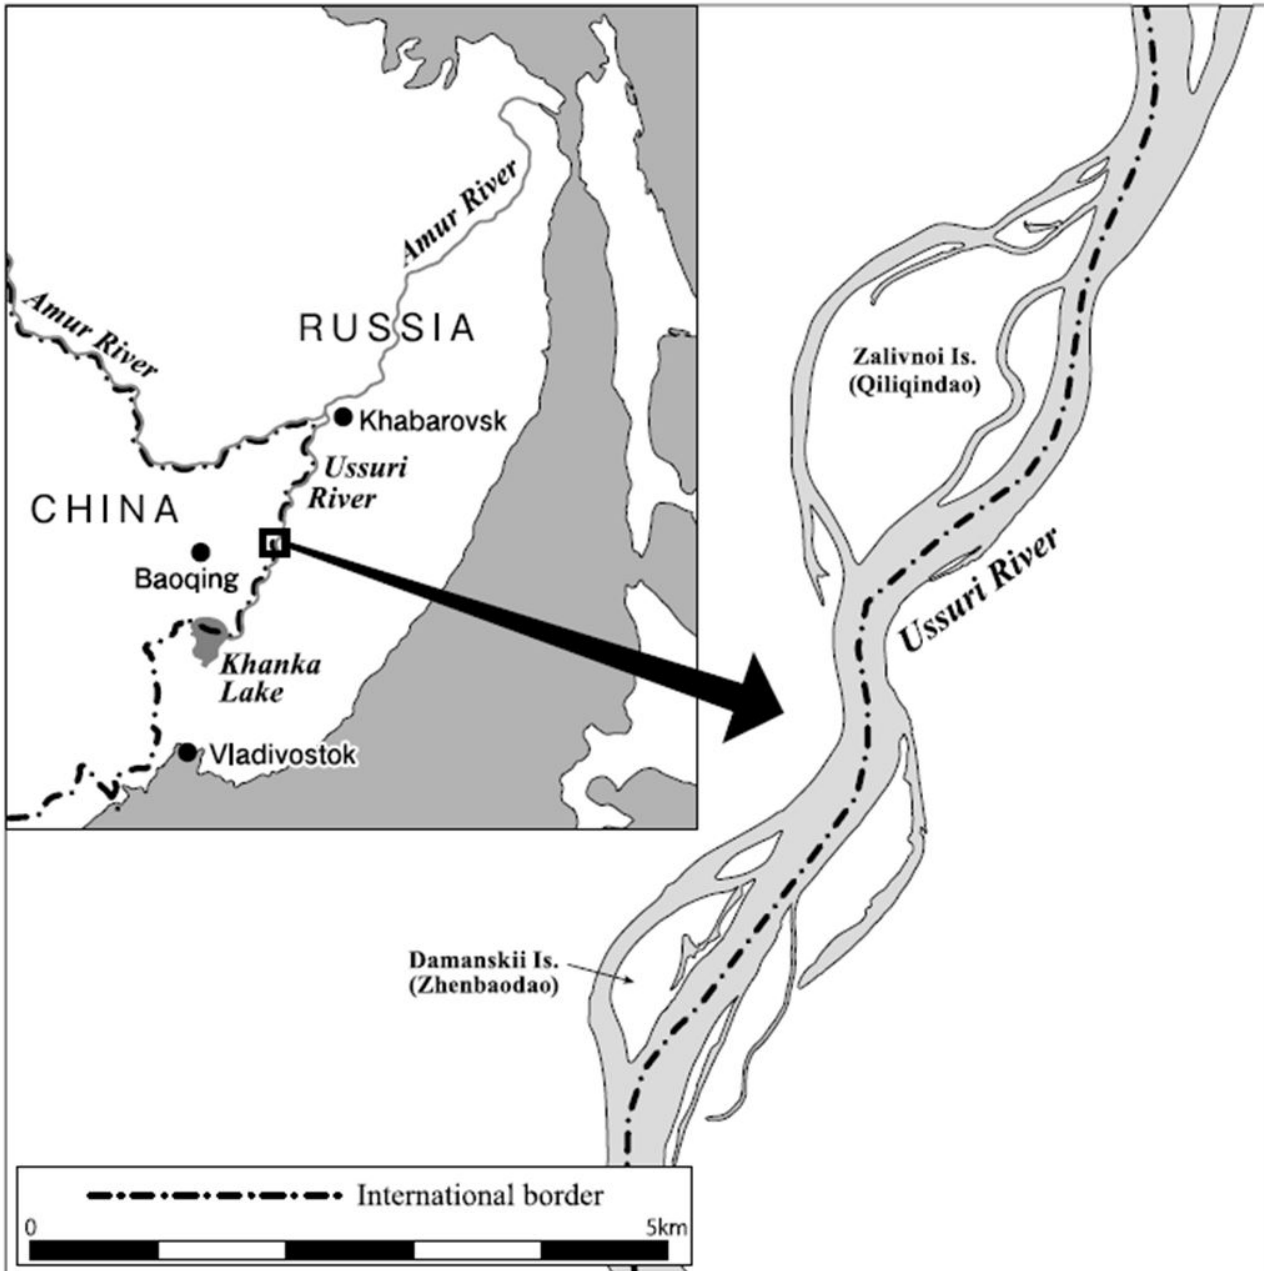 Amur River
Amur River
RUSSIA
Khabarovsk
Ussuri
River
CHINA
Baoqing
Khanka
Lake
Vladivostok
Zalivnoi Is.
(Qiliqindao)
Ussuri River
Damanskii Is.
(Zhenbaodao)
International border
0 5km